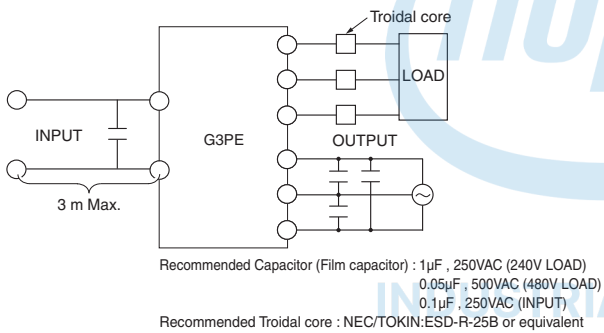 Troidal core
LOAD
INPUT
G3PE
OUTPUT
3 m Max.
Recommended Capacitor (Film capacitor) : 1µF , 250VAC (240V LOAD)
0.05µF , 500VAC (480V LOAD)
0.1µF , 250VAC (INPUT)
Recommended Troidal core : NEC/TOKIN:ESD-R-25B or equivalent